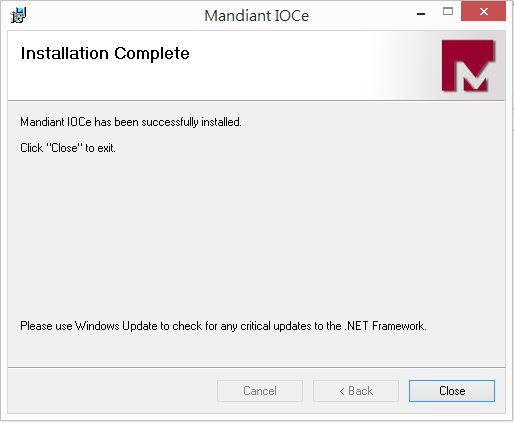 Mandiant IOCe
Installation Complete
Mandiant IOCe has been successfully installed.
Click "Close" to exit.
Please use Windows Update to check for any critical updates to the .NET Framework.
Cancel
< Back
Close